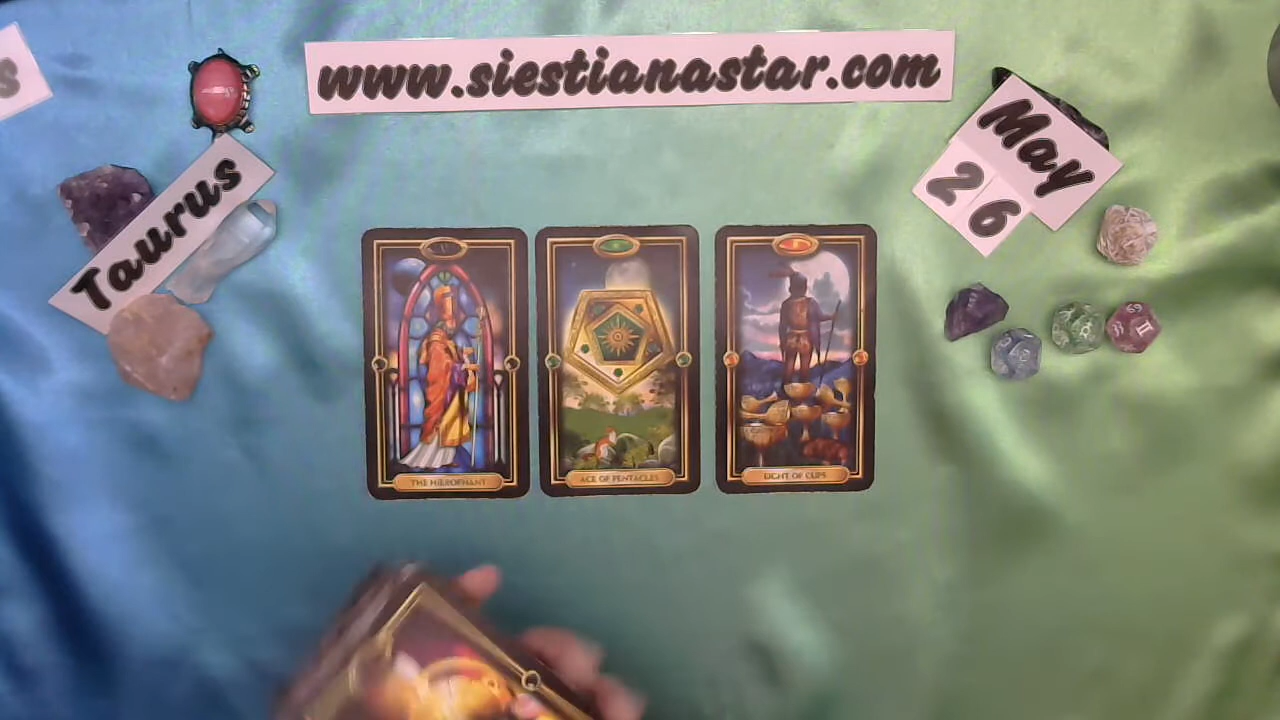 s
www.siestianastar.com
May
26
Taurus
V
THE HIEROPHANT
ACE OF PENTACLES
EIGHT OF CUPS